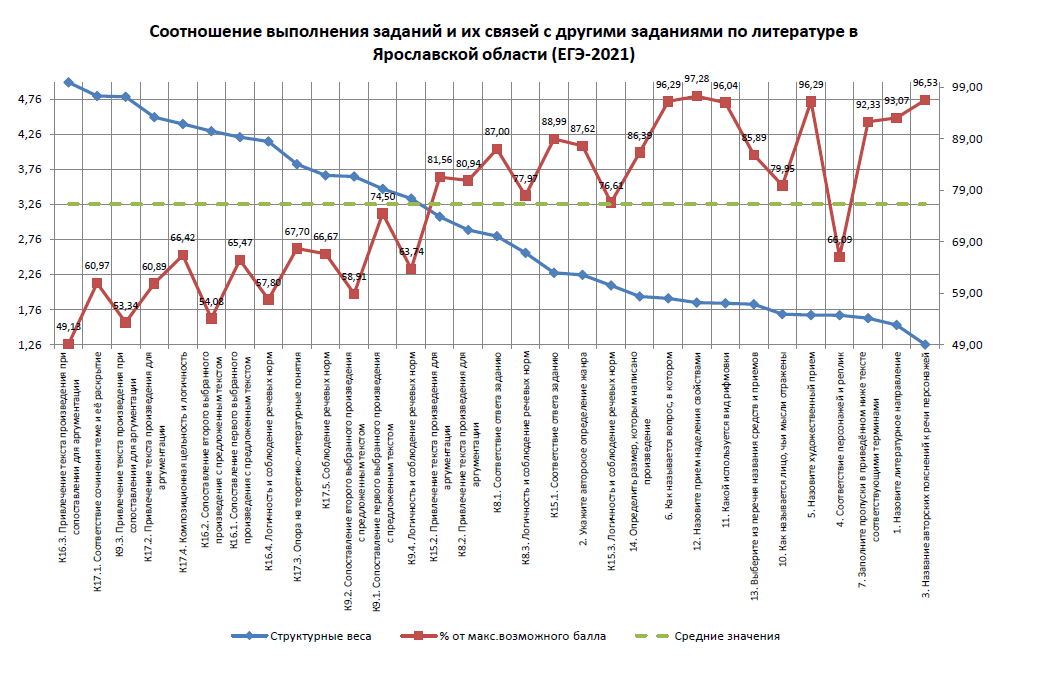 Соотношение выполнения заданий и их связей с другими заданиями по литературе в
Ярославской области (ЕГЭ-2021)
4,76
4,26
3,76
3,26
2,76
2,26
1,76
1,26
99,00
89,00
79,00
69,00
59,00
49,00
49,13
60,97
53,34
60,89
66,42
54,08
65,47
57,80
67,70
66,67
58,91
74,50
63,74
81,56
80,94
87,00
77,97
88,99
87,62
76,61
86,39
96,29
97,28
96,04
85,89
79,95
96,29
66,09
92,33
93,07
96,53
К16.3. Привлечение текста произведения при
сопоставлении для аргументации
К17.1. Соответствие сочинения теме и её раскрытие
К9.3. Привлечение текста произведения при
сопоставлении для аргументации
К17.2. Привлечение текста произведения для
аргументации
К17.4. Композиционная цельность и логичность
К16.2. Сопоставление второго выбранного
произведения с предложенным текстом
К16.1. Сопоставление первого выбранного
произведения с предложенным текстом
К16.4. Логичность и соблюдение речевых норм
К17.3. Опора на теоретико-литературные понятия
К17.5. Соблюдение речевых норм
К9.2. Сопоставление второго выбранного произведения
с предложенным текстом
К9.1. Сопоставление первого выбранного произведения
с предложенным текстом
К9.4. Логичность и соблюдение речевых норм
К15.2. Привлечение текста произведения для
аргументации
К8.2. Привлечение текста произведения для
аргументации
К8.1. Соответствие ответа заданию
К8.3. Логичность и соблюдение речевых норм
К15.1. Соответствие ответа заданию
2. Укажите авторское определение жанра
К15.3. Логичность и соблюдение речевых норм
14. Определить размер, которым написано
произведение
6. Как называется вопрос, в котором
12. Назовите прием наделения свойствами
11. Какой используется вид рифмовки
13. Выберите из перечня названия средств и приемов
10. Как называется лицо, чьи мысли отражены
5. Назовите художественный прием
4. Соответствие персонажей и реплик
7. Заполните пропуски в приведённом ниже тексте
соответствующими терминами
1. Назовите литературное направление
3. Название авторских пояснений к речи персонажей
Структурные веса
% от макс.возможного балла
Средние значения